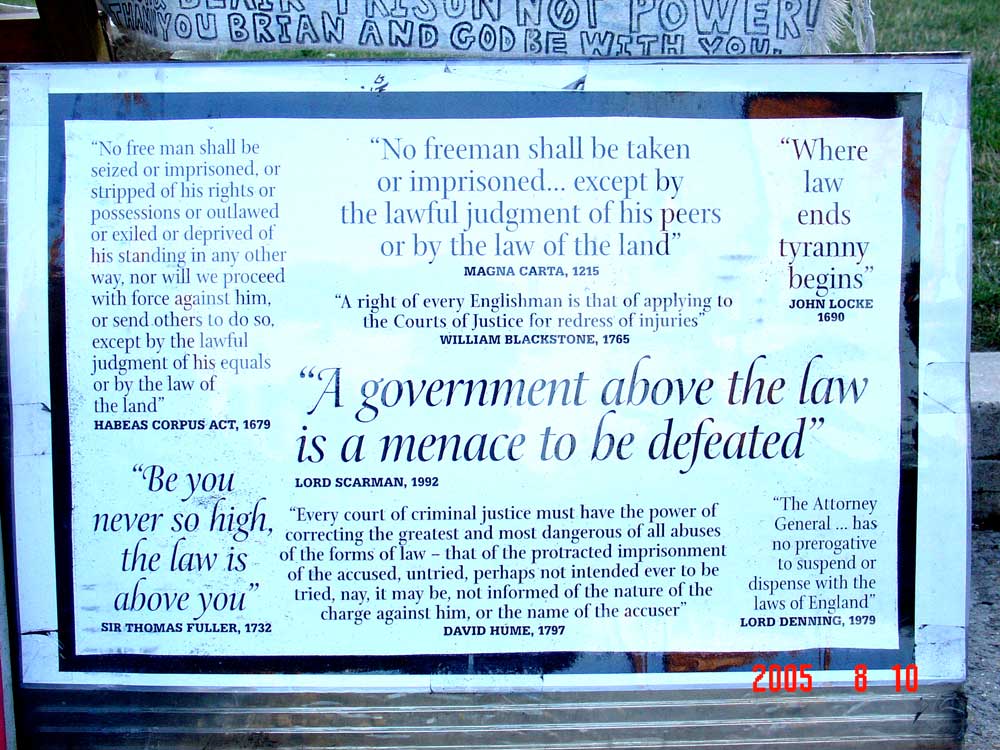 BLAIR PRISON NOT POWER!
THANKYOU BRIAN AND GOD BE WITH YOU.
“No free man shall be
seized or imprisoned, or
stripped of his rights or
possessions or outlawed
or exiled or deprived of
his standing in any other
way, nor will we proceed
with force against him,
or send others to do so,
except by the lawful
judgment of his equals
or by the law of
the land”
HABEAS CORPUS ACT, 1679
“Be you
never so high,
the law is
above you”
SIR THOMAS FULLER, 1732
“No freeman shall be taken
or imprisoned... except by
the lawful judgment of his peers
or by the law of the land”
MAGNA CARTA, 1215
“A right of every Englishman is that of applying to
the Courts of Justice for redress of injuries”
WILLIAM BLACKSTONE, 1765
“Where
law
ends
tyranny
begins”
JOHN LOCKE
1690
“A government above the law
is a menace to be defeated”
LORD SCARMAN, 1992
“Every court of criminal justice must have the power of
correcting the greatest and most dangerous of all abuses
of the forms of law – that of the protracted imprisonment
of the accused, untried, perhaps not intended ever to be
tried, nay, it may be, not informed of the nature of the
charge against him, or the name of the accuser”
DAVID HUME, 1797
“The Attorney
General ... has
no prerogative
to suspend or
dispense with the
laws of England”
LORD DENNING, 1979
2005 8 10